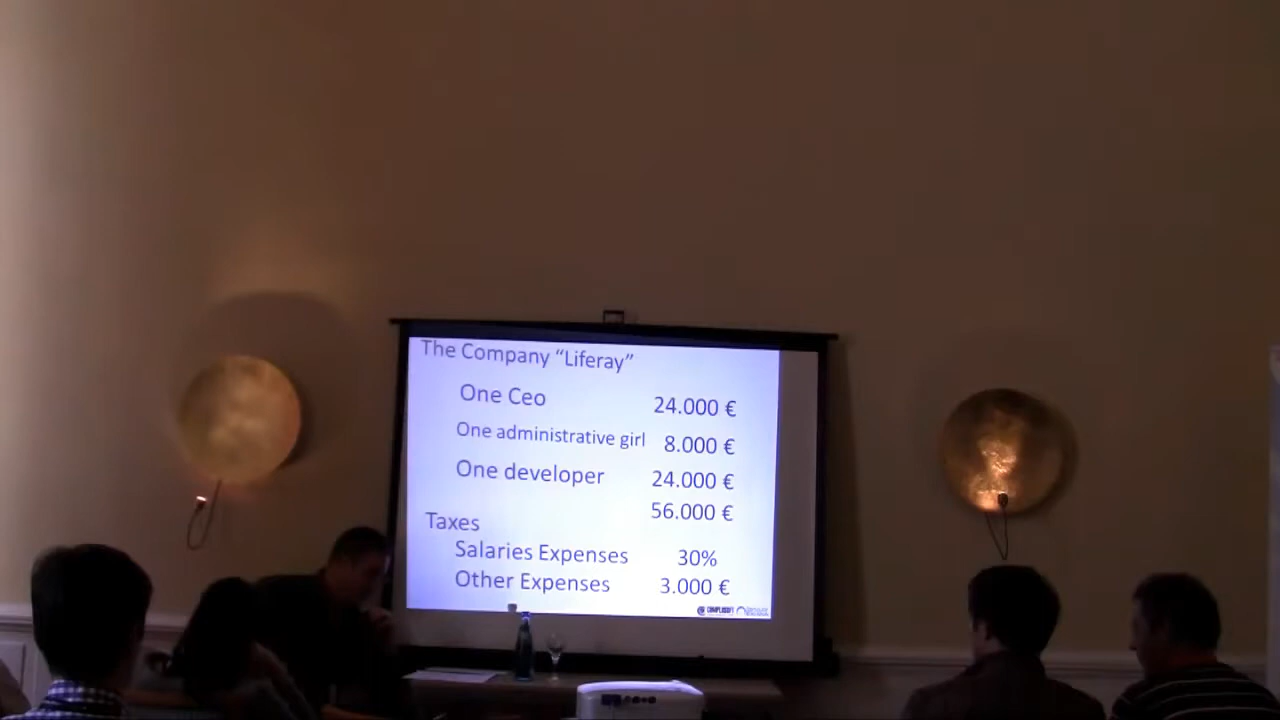 The Company “Liferay”
One Ceo 24.000 €
One administrative girl 8.000 €
One developer 24.000 €
56.000 €
Taxes
Salaries Expenses 30%
Other Expenses 3.000 €